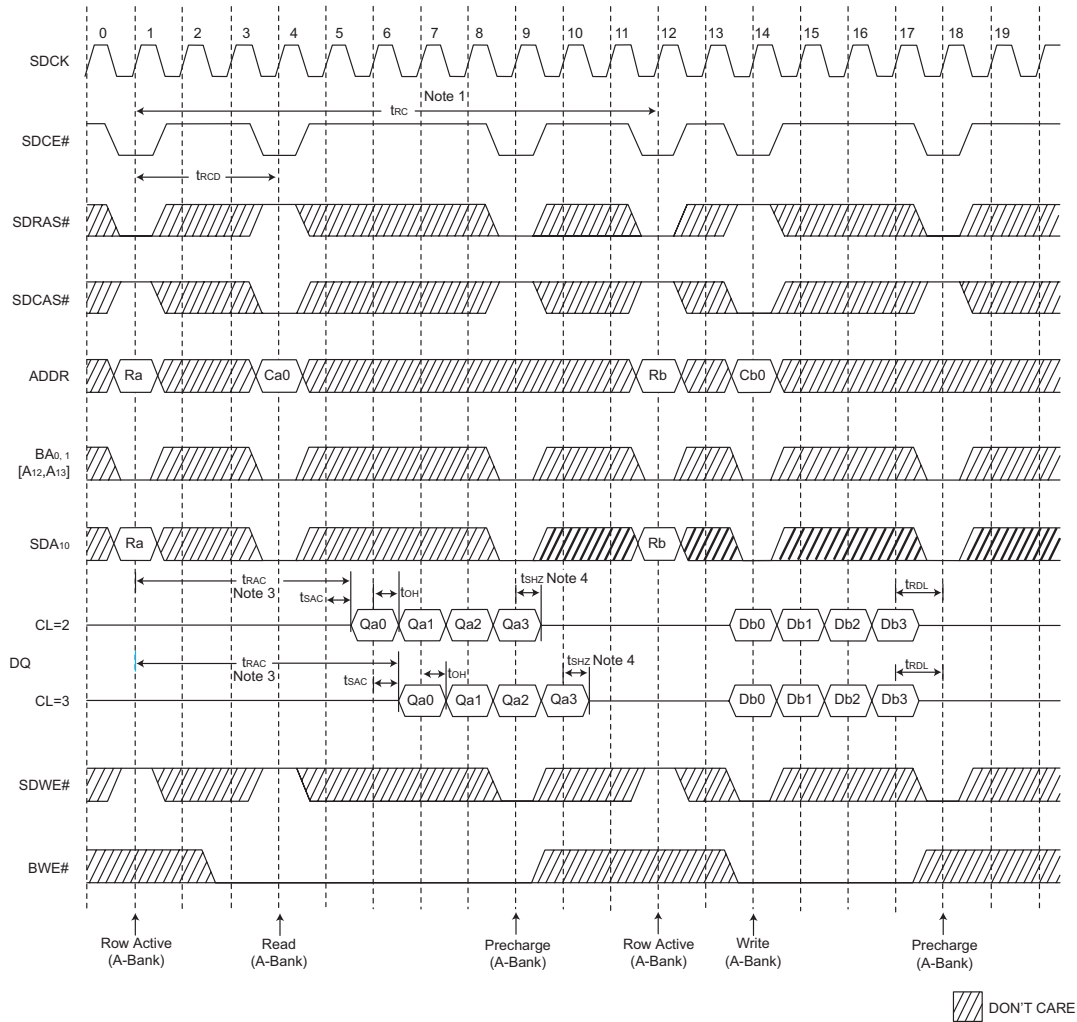 0 1 2 3 4 5 6 7 8 9 10 11 12 13 14 15 16 17 18 19
SDCK
Note 1
tRC
SDCE#
tRCD
SDRAS#
SDCAS#
ADDR Ra Ca0 Rb Cb0
BA0, 1
[A12,A13]
SDA10 Ra Rb
tRAC
Note 3
tSAC tOH tSHZ Note 4 tRDL
CL=2 Qa0 Qa1 Qa2 Qa3 Db0 Db1 Db2 Db3
DQ
tRAC
Note 3
tSAC tOH tSHZ Note 4 tRDL
CL=3 Qa0 Qa1 Qa2 Qa3 Db0 Db1 Db2 Db3
SDWE#
BWE#
Row Active Read Precharge Row Active Write Precharge
(A-Bank) (A-Bank) (A-Bank) (A-Bank) (A-Bank) (A-Bank)
DON'T CARE